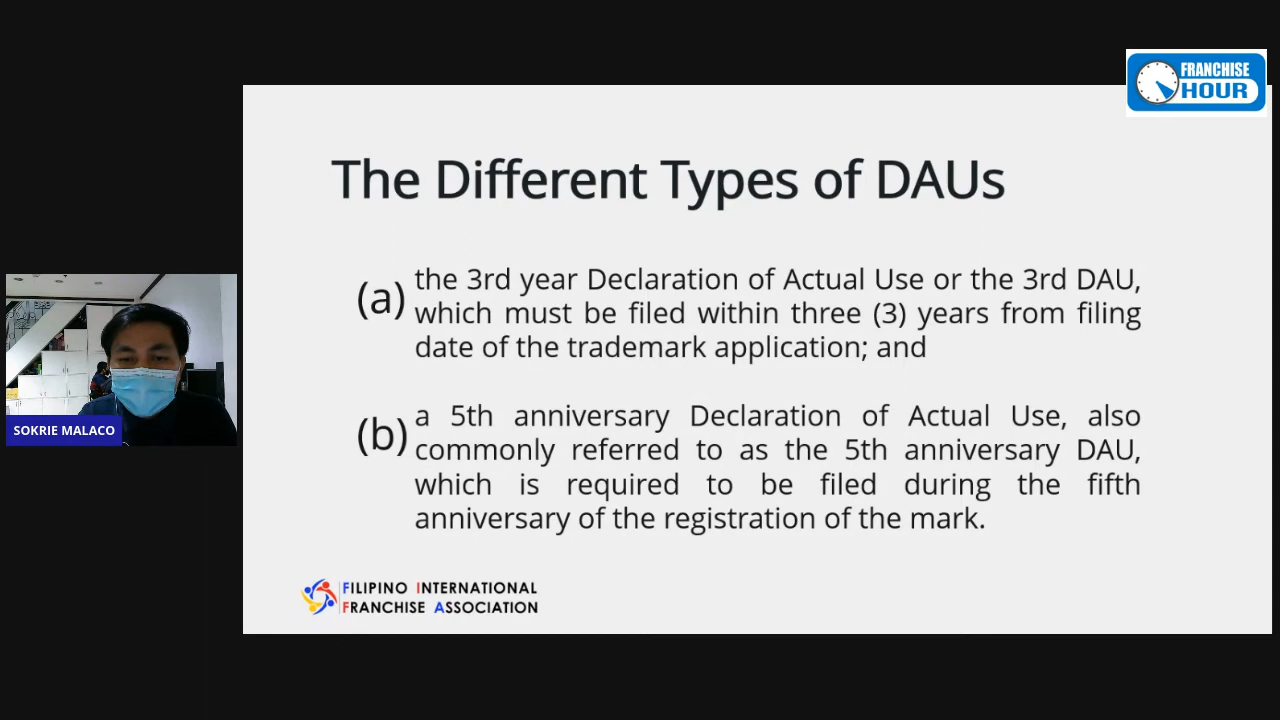 FRANCHISE
HOUR
The Different Types of DAUs
(a) the 3rd year Declaration of Actual Use or the 3rd DAU,
which must be filed within three (3) years from filing
date of the trademark application; and
(b) a 5th anniversary Declaration of Actual Use, also
commonly referred to as the 5th anniversary DAU,
which is required to be filed during the fifth
anniversary of the registration of the mark.
SOKRIE MALACO
FILIPINO INTERNATIONAL
FRANCHISE ASSOCIATION